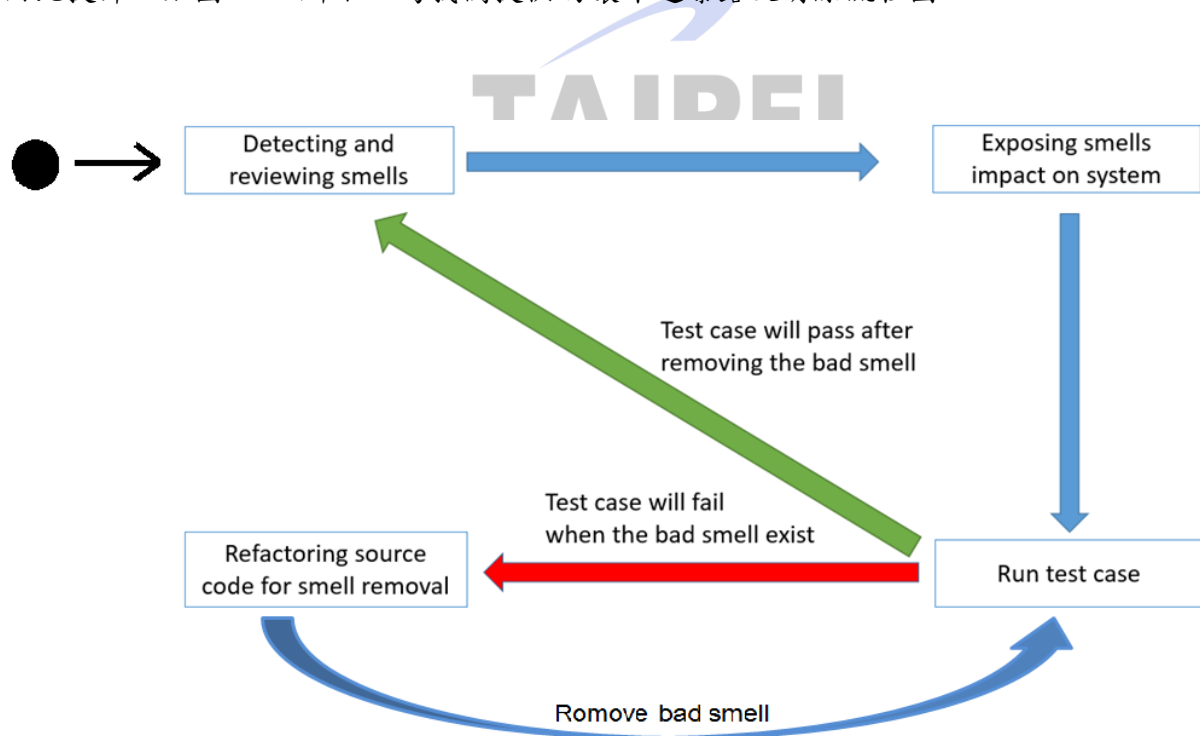 TAIPEI
Detecting and
reviewing smells
Exposing smells
impact on system
Test case will pass after
removing the bad smell
Test case will fail
when the bad smell exist
Refactoring source
code for smell removal
Run test case
Romove bad smell